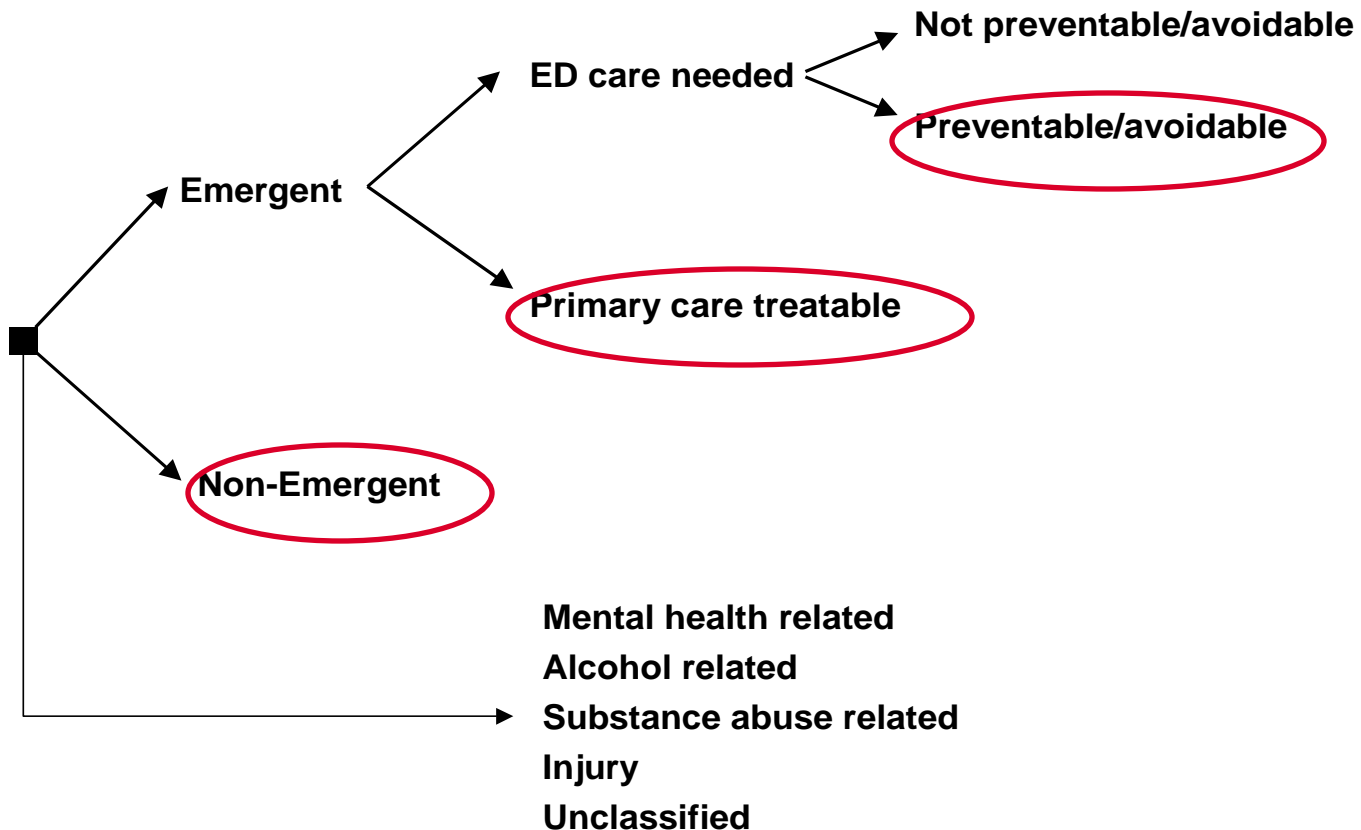 Not preventable/avoidable
ED care needed
Preventable/avoidable
Emergent
Primary care treatable
Non-Emergent
Mental health related
Alcohol related
Substance abuse related
Injury
Unclassified